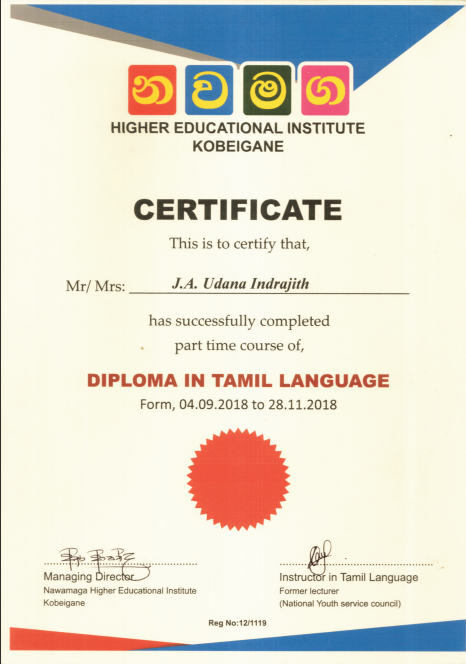 නවමග
HIGHER EDUCATIONAL INSTITUTE
KOBEIGANE
CERTIFICATE
This is to certify that,
Mr/ Mrs: J.A. Udana Indrajith
has successfully completed
part time course of,
DIPLOMA IN TAMIL LANGUAGE
Form, 04.09.2018 to 28.11.2018
Managing Director
Nawamaga Higher Educational Institute
Kobeigane
Instructor in Tamil Language
Former lecturer
(National Youth service council)
Reg No:12/1119